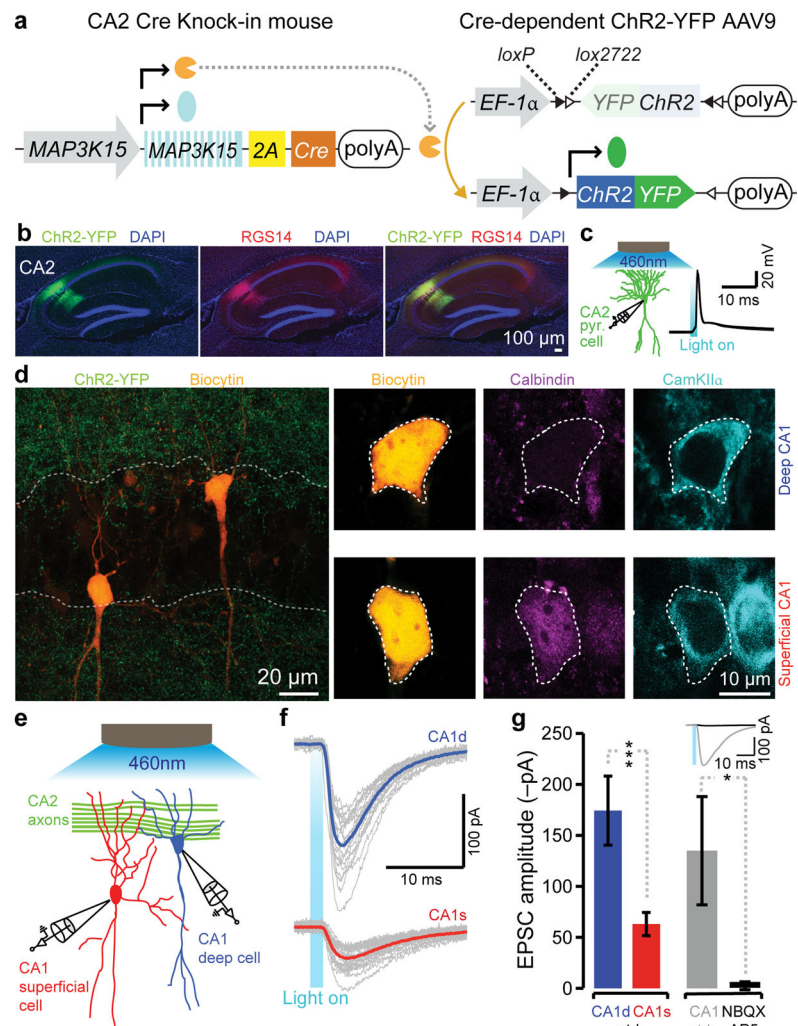 a
CA2 Cre Knock-in mouse
Cre-dependent ChR2-YFP AAV9
loxP
lox2722
EF-1α
YFP ChR2
polyA
MAP3K15
MAP3K15
2A
Cre
polyA
EF-1α
ChR2
YFP
polyA
b
ChR2-YFP DAPI
RGS14 DAPI
ChR2-YFP RGS14 DAPI
CA2
100 µm
c
460nm
20 mV
10 ms
CA2
pyr.
cell
Light on
d
ChR2-YFP
Biocytin
Biocytin
Calbindin
CamKIIα
Deep CA1
Superficial CA1
20 µm
10 µm
e
460nm
CA2
axons
CA1
deep cell
CA1
superficial
cell
f
CA1d
100 pA
10 ms
CA1s
Light on
g
EPSC amplitude (–pA)
250
200
150
100
50
0
***
*
10 ms
100 pA
CA1d CA1s
CA1 NBQX